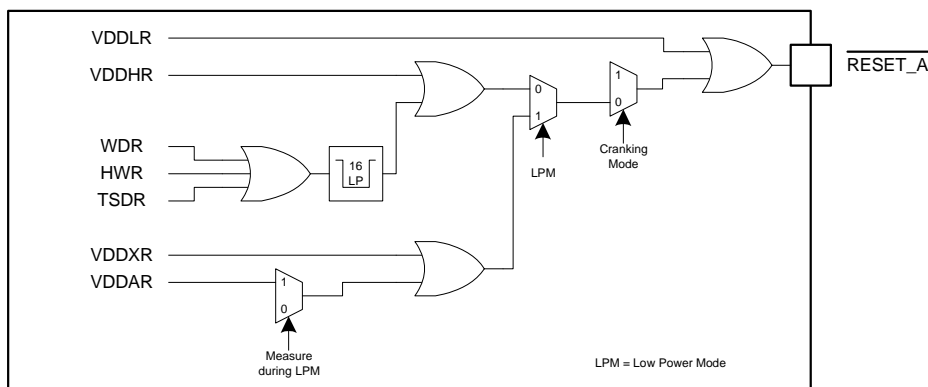 VDDLR
VDDHR
WDR
HWR
TSDR
VDDXR
VDDAR
16
LP
0
1
LPM
1
0
Cranking
Mode
RESET_A
1
0
Measure
during LPM
LPM = Low Power Mode